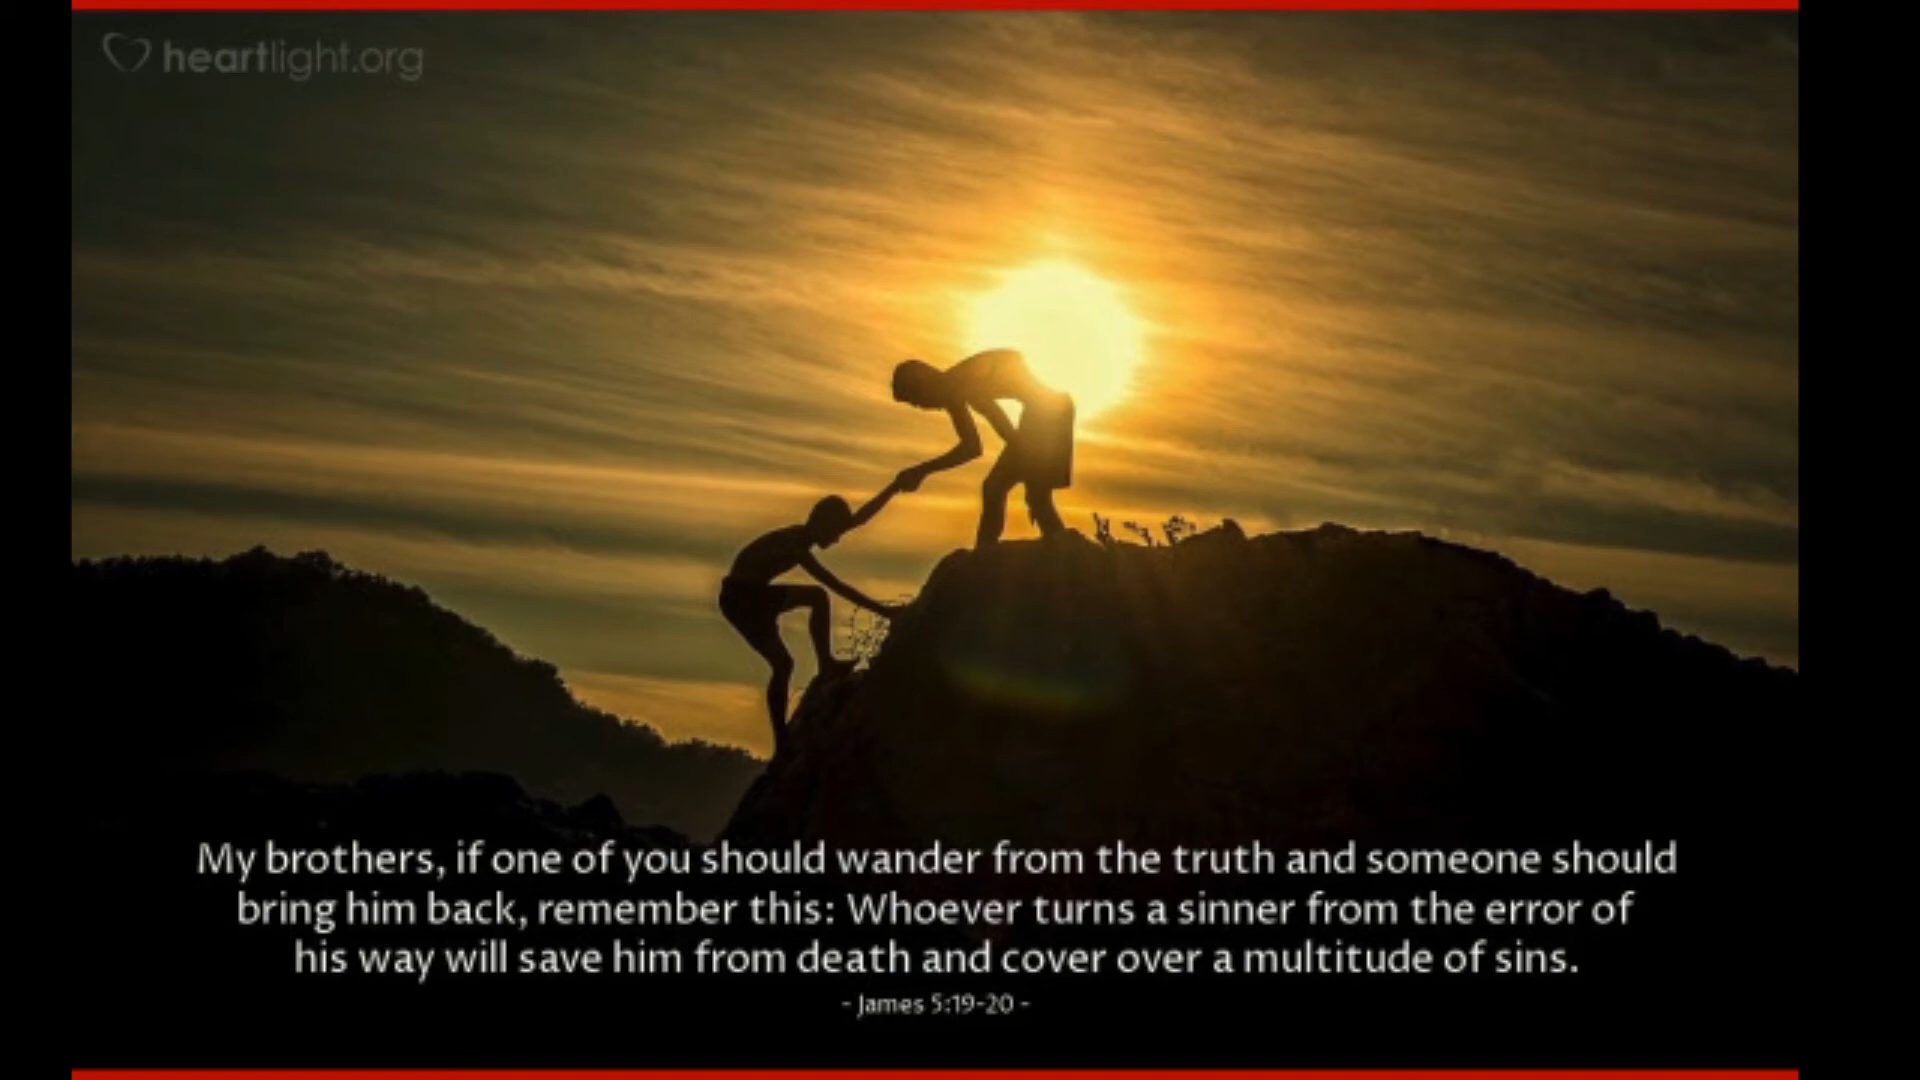 heartlight.org
My brothers, if one of you should wander from the truth and someone should
bring him back, remember this: Whoever turns a sinner from the error of
his way will save him from death and cover over a multitude of sins.
- James 5:19-20 -